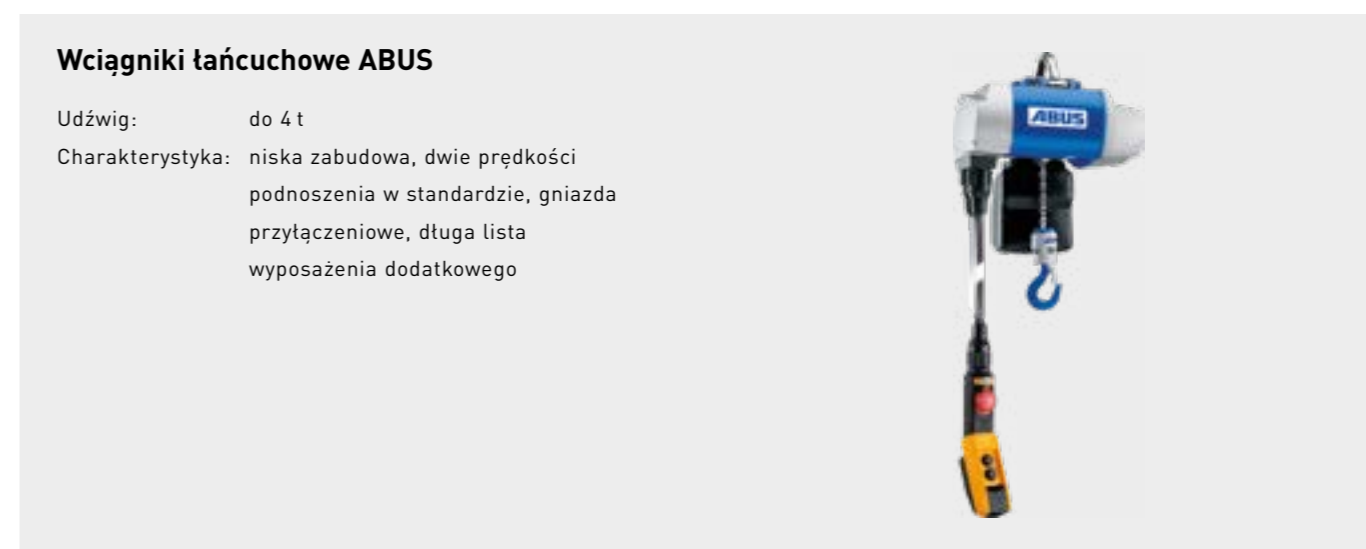 Wciągniki łańcuchowe ABUS
Udźwig: do 4 t
Charakterystyka: niska zabudowa, dwie prędkości
podnoszenia w standardzie, gniazda
przyłączeniowe, długa lista
wyposażenia dodatkowego
ABUS